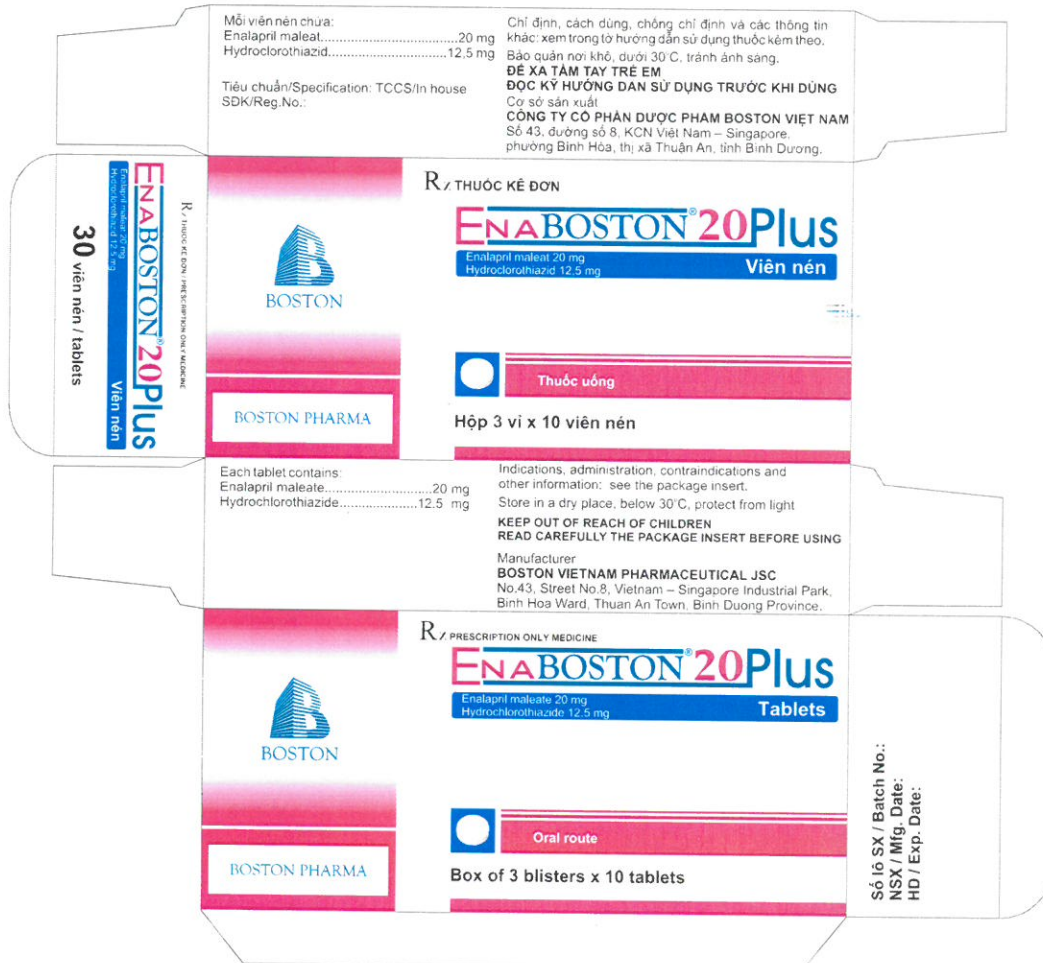 Mỗi viên nén chứa:
Enalapril maleat..............................20 mg
Hydroclorothiazid..........................12,5 mg
Tiêu chuẩn/Specification: TCCS/In house
SĐK/Reg.No.:
Chỉ định, cách dùng, chống chỉ định và các thông tin
khác: xem trong tờ hướng dẫn sử dụng thuốc kèm theo.
Bảo quản nơi khô, dưới 30°C, tránh ánh sáng.
ĐỂ XA TẦM TAY TRẺ EM
ĐỌC KỸ HƯỚNG DẪN SỬ DỤNG TRƯỚC KHI DÙNG
Cơ sở sản xuất
CÔNG TY CỔ PHẦN DƯỢC PHẨM BOSTON VIỆT NAM
Số 43, đường số 8, KCN Việt Nam – Singapore,
phường Bình Hòa, thị xã Thuận An, tỉnh Bình Dương.
Rx THUỐC KÊ ĐƠN / PRESCRIPTION ONLY MEDICINE
ENABOSTON® 20Plus
Enalapril maleat 20 mg
Hydroclorothiazid 12,5 mg
Viên nén
30 viên nén / tablets
BOSTON
BOSTON PHARMA
Rx THUỐC KÊ ĐƠN
ENABOSTON® 20Plus
Enalapril maleat 20 mg
Hydroclorothiazid 12,5 mg
Viên nén
Thuốc uống
Hộp 3 vỉ x 10 viên nén
Each tablet contains:
Enalapril maleate.........................20 mg
Hydrochlorothiazide..................12.5 mg
Indications, administration, contraindications and
other information: see the package insert.
Store in a dry place, below 30°C, protect from light
KEEP OUT OF REACH OF CHILDREN
READ CAREFULLY THE PACKAGE INSERT BEFORE USING
Manufacturer
BOSTON VIETNAM PHARMACEUTICAL JSC
No.43, Street No.8, Vietnam – Singapore Industrial Park,
Binh Hoa Ward, Thuan An Town, Binh Duong Province.
BOSTON
BOSTON PHARMA
Rx PRESCRIPTION ONLY MEDICINE
ENABOSTON® 20Plus
Enalapril maleate 20 mg
Hydrochlorothiazide 12.5 mg
Tablets
Oral route
Box of 3 blisters x 10 tablets
Số lô SX / Batch No.:
NSX / Mfg. Date:
HD / Exp. Date: